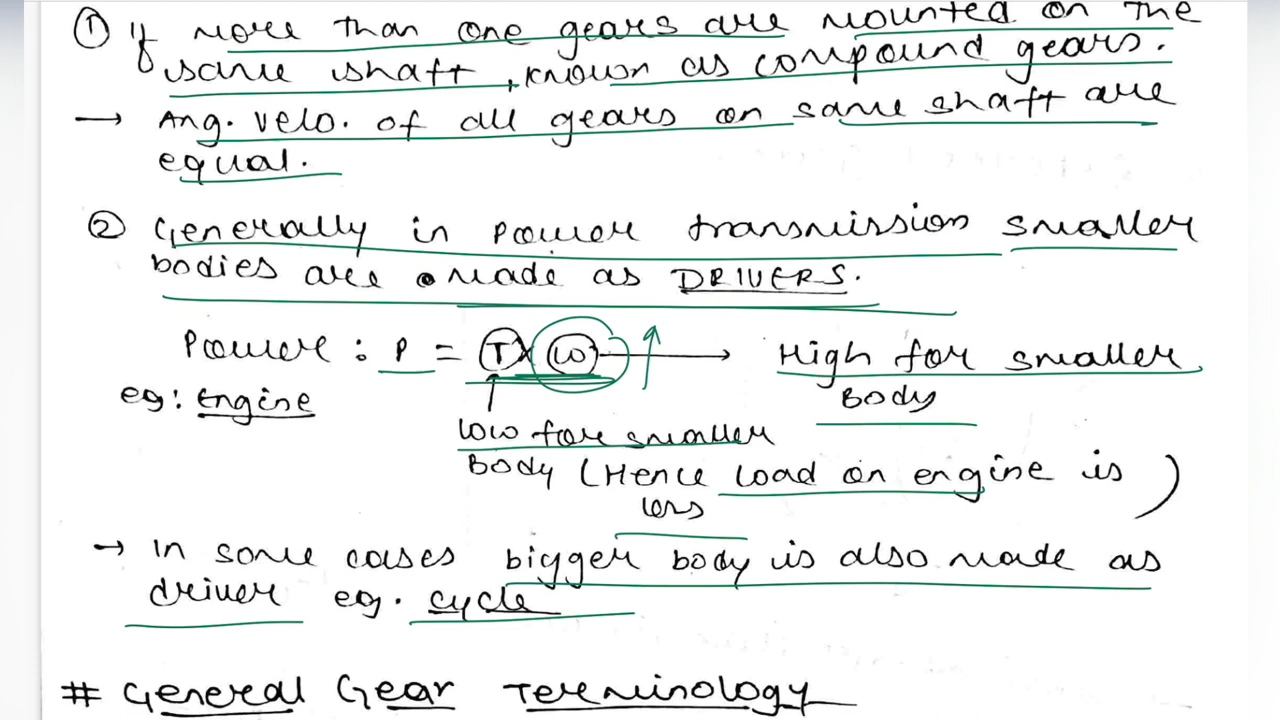 ① If more than one gears are mounted on the
same shaft, known as compound gears.
→ Ang. velo. of all gears on same shaft are
equal.
② Generally in power transmission smaller
bodies are made as DRIVERS.
Power : P = T × ω → High for smaller
Body
eg: Engine
low for smaller
Body (Hence load on engine is
less)
→ In some cases bigger body is also made as
driver eg. cycle
# General Gear Terminology